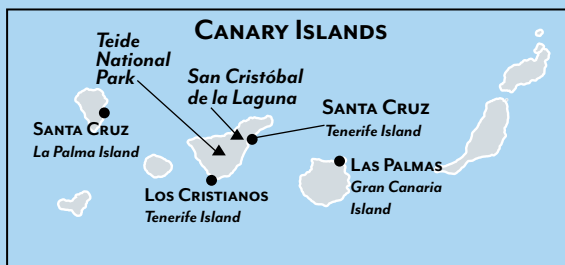 CANARY ISLANDS
Teide
National
Park
San Cristóbal
de la Laguna
SANTA CRUZ
La Palma Island
SANTA CRUZ
Tenerife Island
LOS CRISTIANOS
Tenerife Island
LAS PALMAS
Gran Canaria
Island